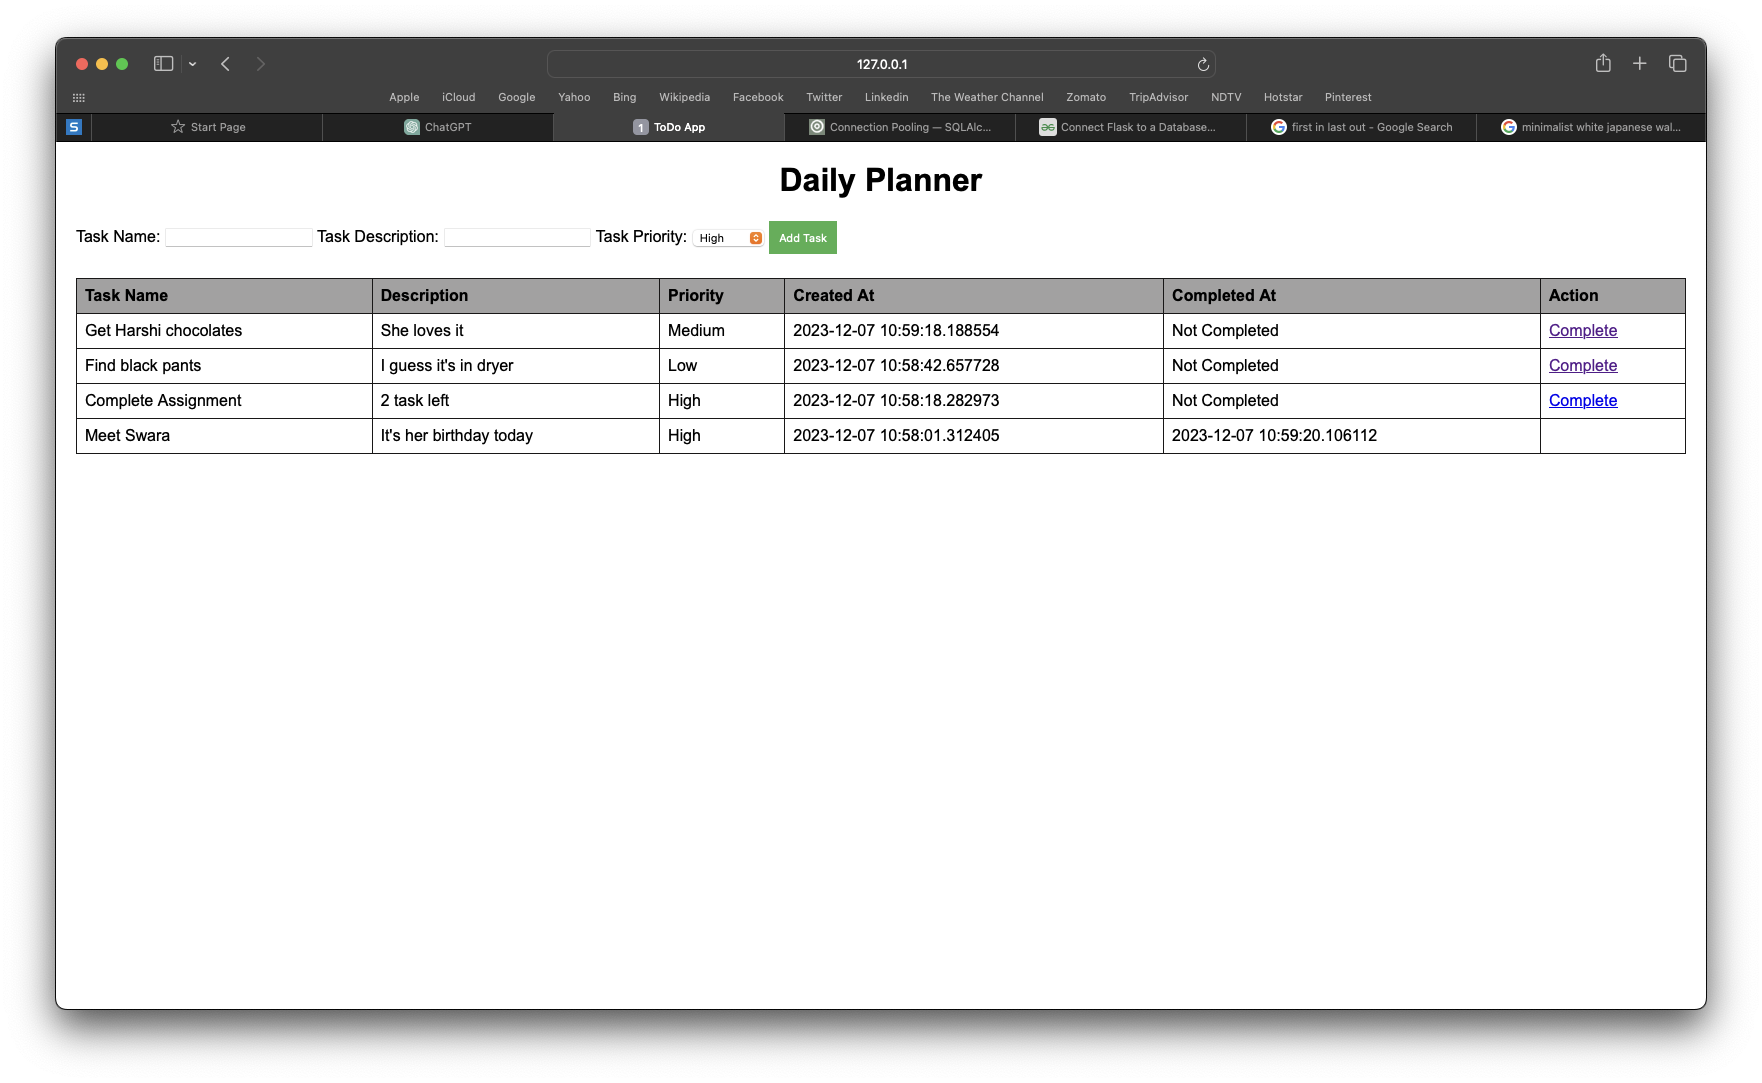 127.0.0.1
Apple iCloud Google Yahoo Bing Wikipedia Facebook Twitter Linkedin The Weather Channel Zomato TripAdvisor NDTV Hotstar Pinterest
S Start Page ChatGPT 1 ToDo App Connection Pooling — SQLAlc... Connect Flask to a Database... first in last out - Google Search minimalist white japanese wal...
Daily Planner
Task Name: Task Description: Task Priority: High Add Task
Task Name Description Priority Created At Completed At Action
Get Harshi chocolates She loves it Medium 2023-12-07 10:59:18.188554 Not Completed Complete
Find black pants I guess it's in dryer Low 2023-12-07 10:58:42.657728 Not Completed Complete
Complete Assignment 2 task left High 2023-12-07 10:58:18.282973 Not Completed Complete
Meet Swara It's her birthday today High 2023-12-07 10:58:01.312405 2023-12-07 10:59:20.106112